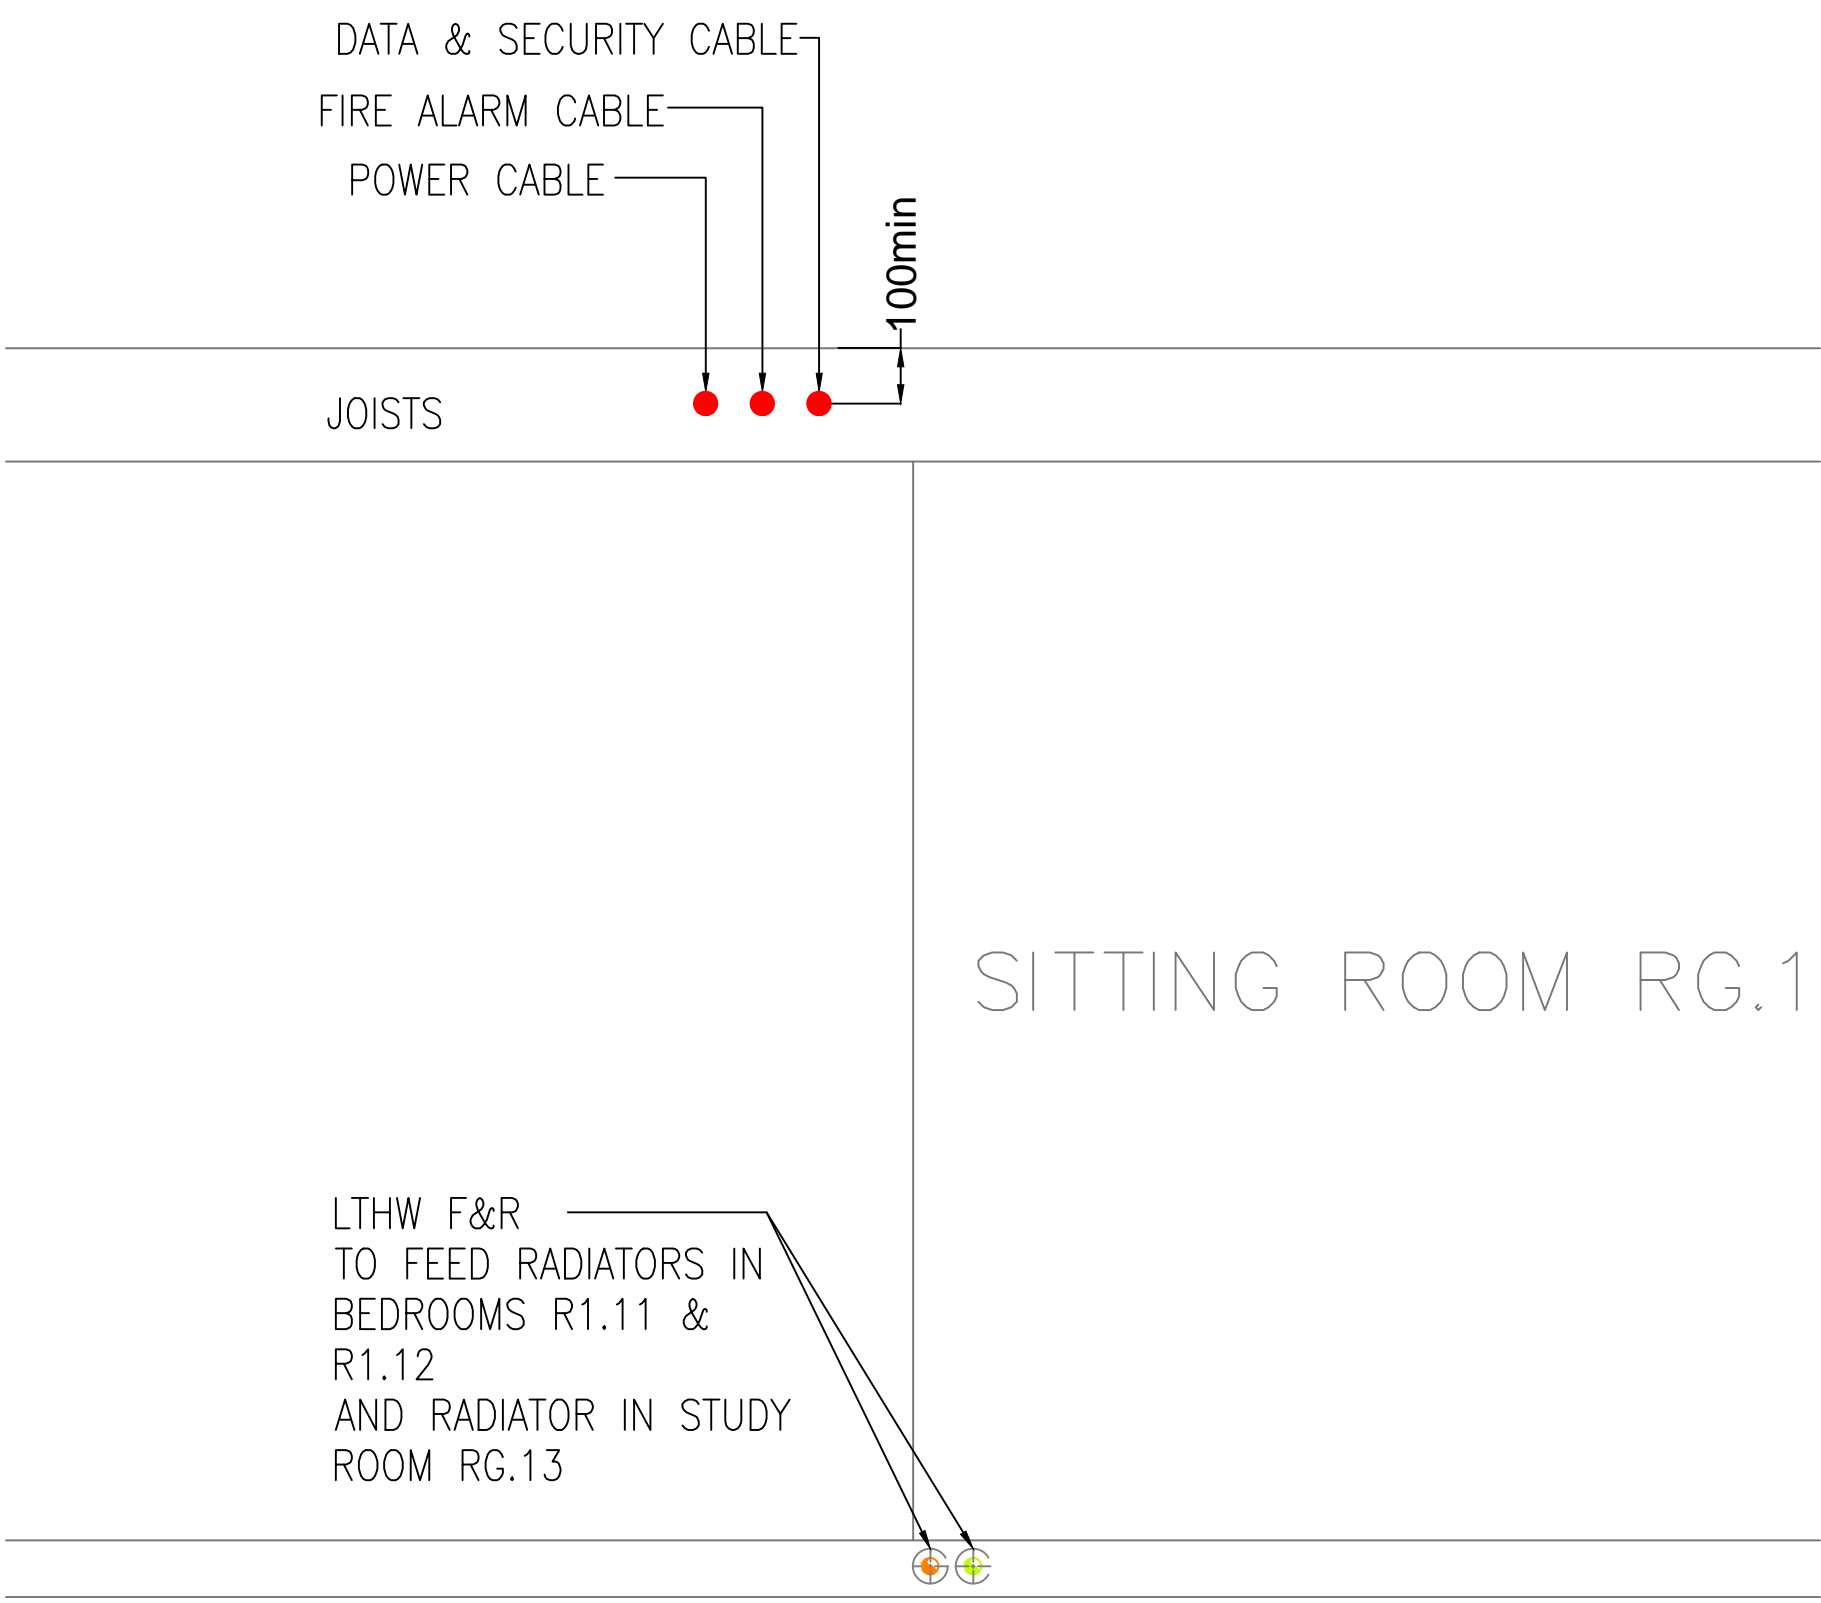 DATA & SECURITY CABLE
FIRE ALARM CABLE
POWER CABLE
100min
JOISTS
SITTING ROOM RG.1
LTHW F&R
TO FEED RADIATORS IN
BEDROOMS R1.11 &
R1.12
AND RADIATOR IN STUDY
ROOM RG.13